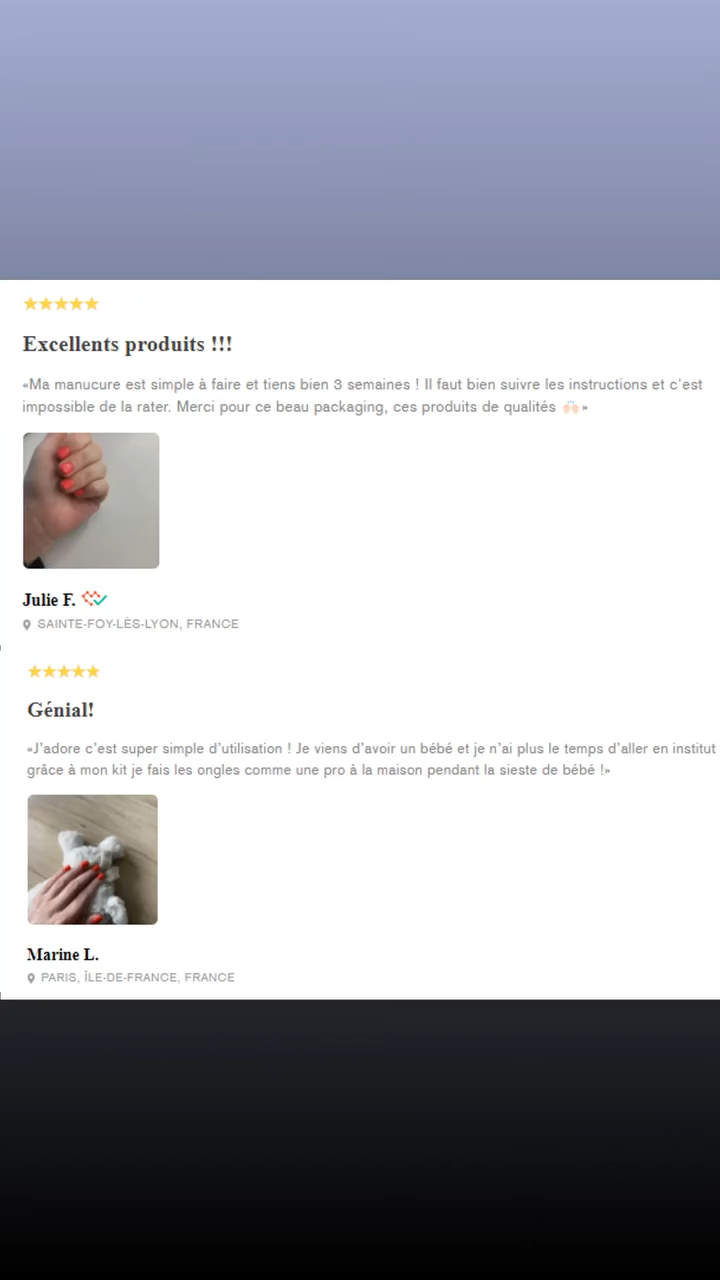 Excellents produits !!!
«Ma manucure est simple à faire et tiens bien 3 semaines ! Il faut bien suivre les instructions et c'est
impossible de la rater. Merci pour ce beau packaging, ces produits de qualités 🙌🏻»
Julie F.
SAINTE-FOY-LÈS-LYON, FRANCE
Génial!
«J'adore c'est super simple d'utilisation ! Je viens d'avoir un bébé et je n'ai plus le temps d'aller en institut
grâce à mon kit je fais les ongles comme une pro à la maison pendant la sieste de bébé !»
Marine L.
PARIS, ÎLE-DE-FRANCE, FRANCE